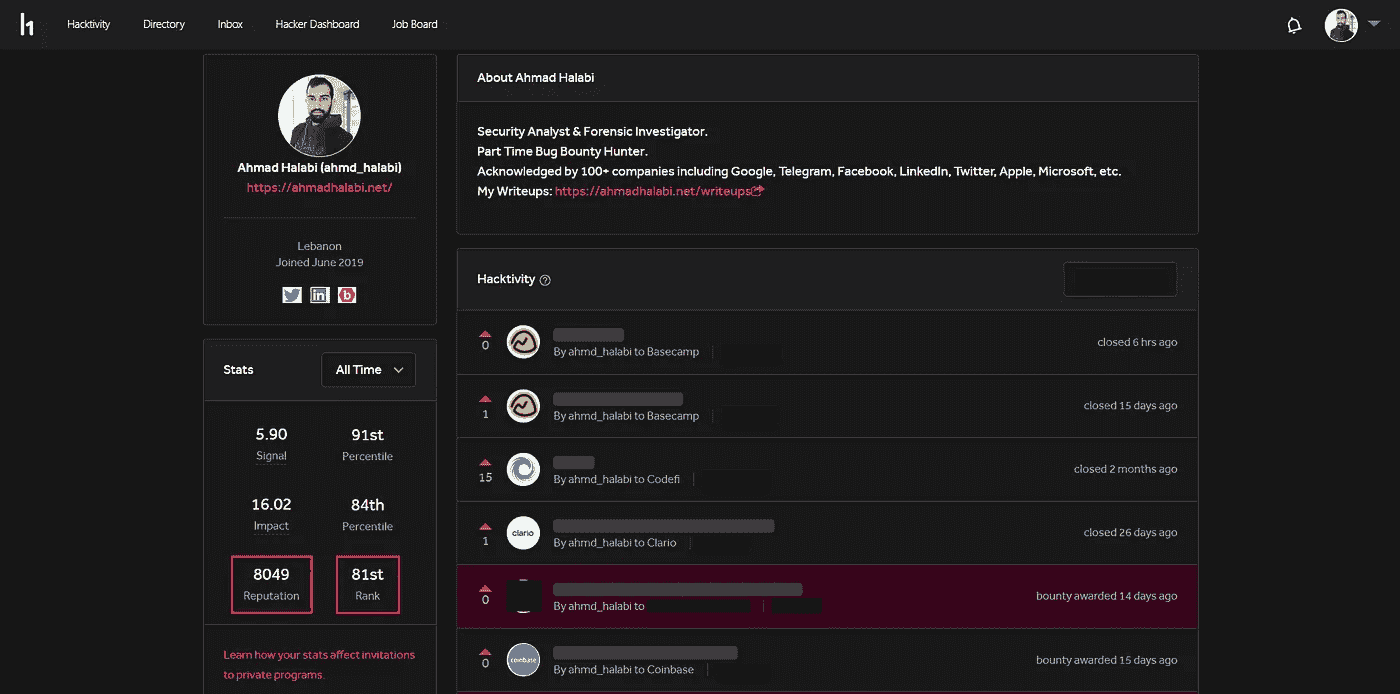 h1
Hacktivity
Directory
Inbox
Hacker Dashboard
Job Board
Ahmad Halabi (ahmd_halabi)
https://ahmadhalabi.net/
Lebanon
Joined June 2019
in
b
Stats
All Time
5.90
Signal
91st
Percentile
16.02
Impact
84th
Percentile
8049
Reputation
81st
Rank
Learn how your stats affect invitations
to private programs.
About Ahmad Halabi
Security Analyst & Forensic Investigator.
Part Time Bug Bounty Hunter.
Acknowledged by 100+ companies including Google, Telegram, Facebook, LinkedIn, Twitter, Apple, Microsoft, etc.
My Writeups: https://ahmadhalabi.net/writeups
Hacktivity ?
0
By ahmd_halabi to Basecamp
closed 6 hrs ago
1
By ahmd_halabi to Basecamp
closed 15 days ago
15
By ahmd_halabi to Codefi
closed 2 months ago
1
clario
By ahmd_halabi to Clario
closed 26 days ago
0
By ahmd_halabi to
bounty awarded 14 days ago
0
coinbase
By ahmd_halabi to Coinbase
bounty awarded 15 days ago